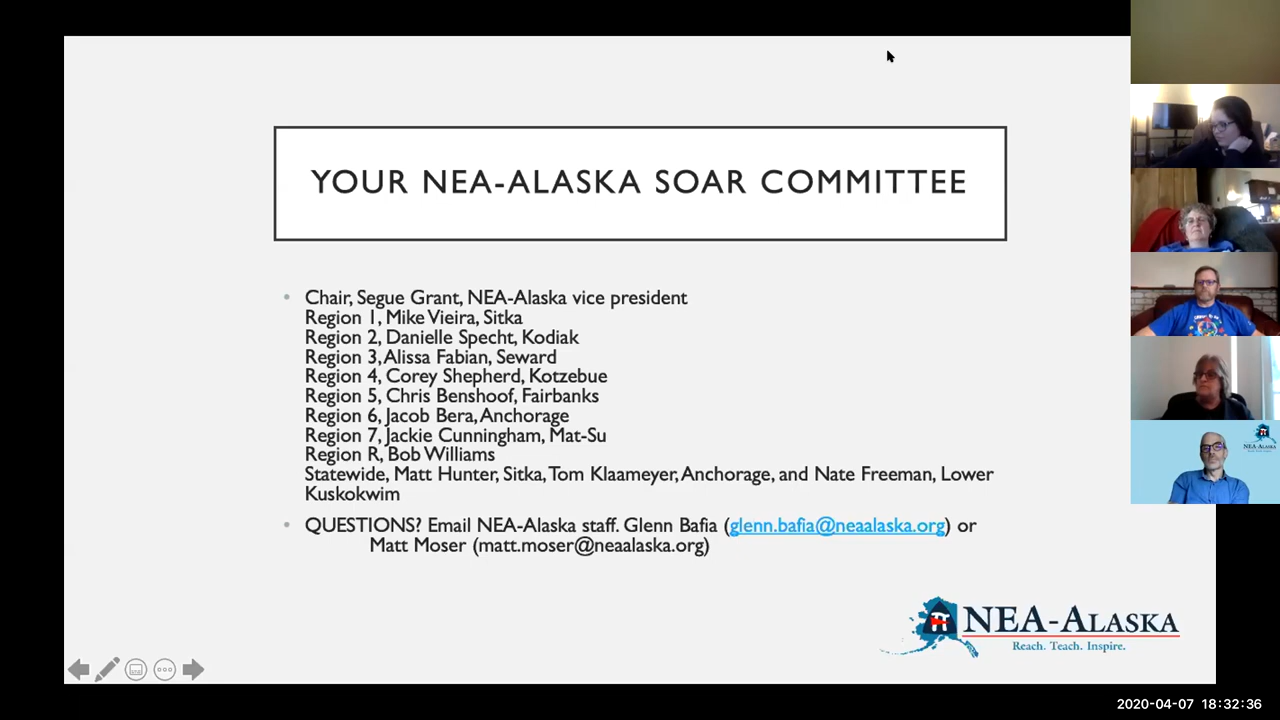 YOUR NEA-ALASKA SOAR COMMITTEE
• Chair, Segue Grant, NEA-Alaska vice president
Region 1, Mike Vieira, Sitka
Region 2, Danielle Specht, Kodiak
Region 3, Alissa Fabian, Seward
Region 4, Corey Shepherd, Kotzebue
Region 5, Chris Benshoof, Fairbanks
Region 6, Jacob Bera, Anchorage
Region 7, Jackie Cunningham, Mat-Su
Region R, Bob Williams
Statewide, Matt Hunter, Sitka, Tom Klaameyer, Anchorage, and Nate Freeman, Lower
Kuskokwim
• QUESTIONS? Email NEA-Alaska staff. Glenn Bafia (glenn.bafia@neaalaska.org) or
Matt Moser (matt.moser@neaalaska.org)
NEA-ALASKA
Reach. Teach. Inspire.
NEA-ALASKA
2020-04-07 18:32:36